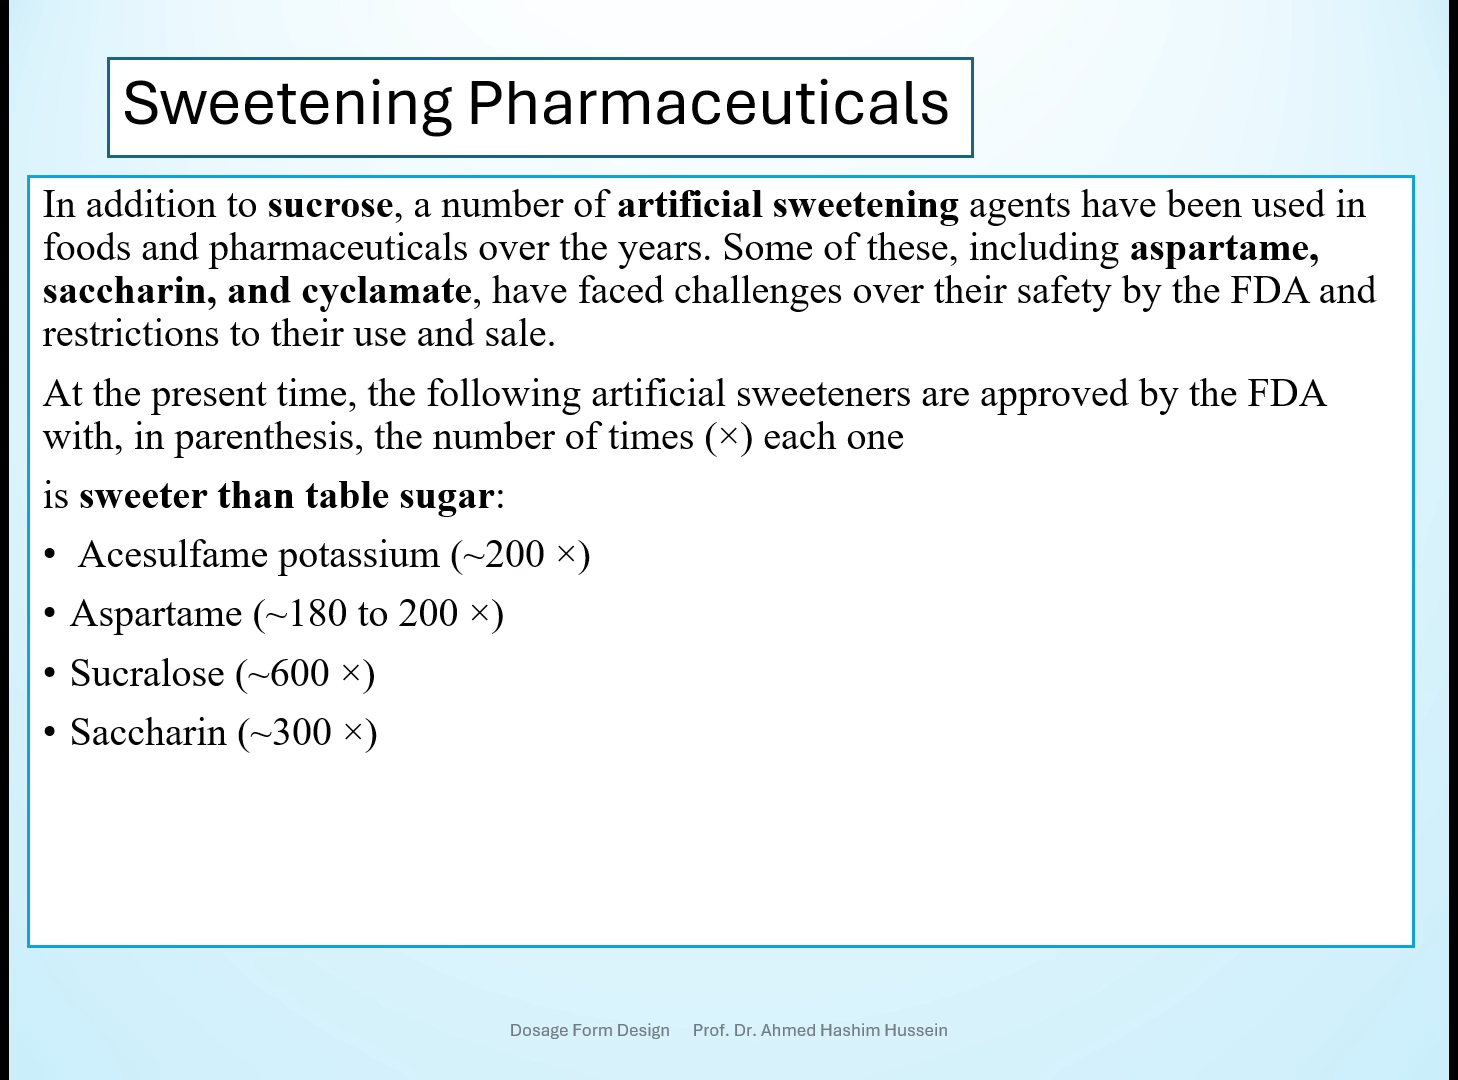 Sweetening Pharmaceuticals
In addition to sucrose, a number of artificial sweetening agents have been used in
foods and pharmaceuticals over the years. Some of these, including aspartame,
saccharin, and cyclamate, have faced challenges over their safety by the FDA and
restrictions to their use and sale.
At the present time, the following artificial sweeteners are approved by the FDA
with, in parenthesis, the number of times (×) each one
is sweeter than table sugar:
• Acesulfame potassium (~200 ×)
• Aspartame (~180 to 200 ×)
• Sucralose (~600 ×)
• Saccharin (~300 ×)
Dosage Form Design Prof. Dr. Ahmed Hashim Hussein